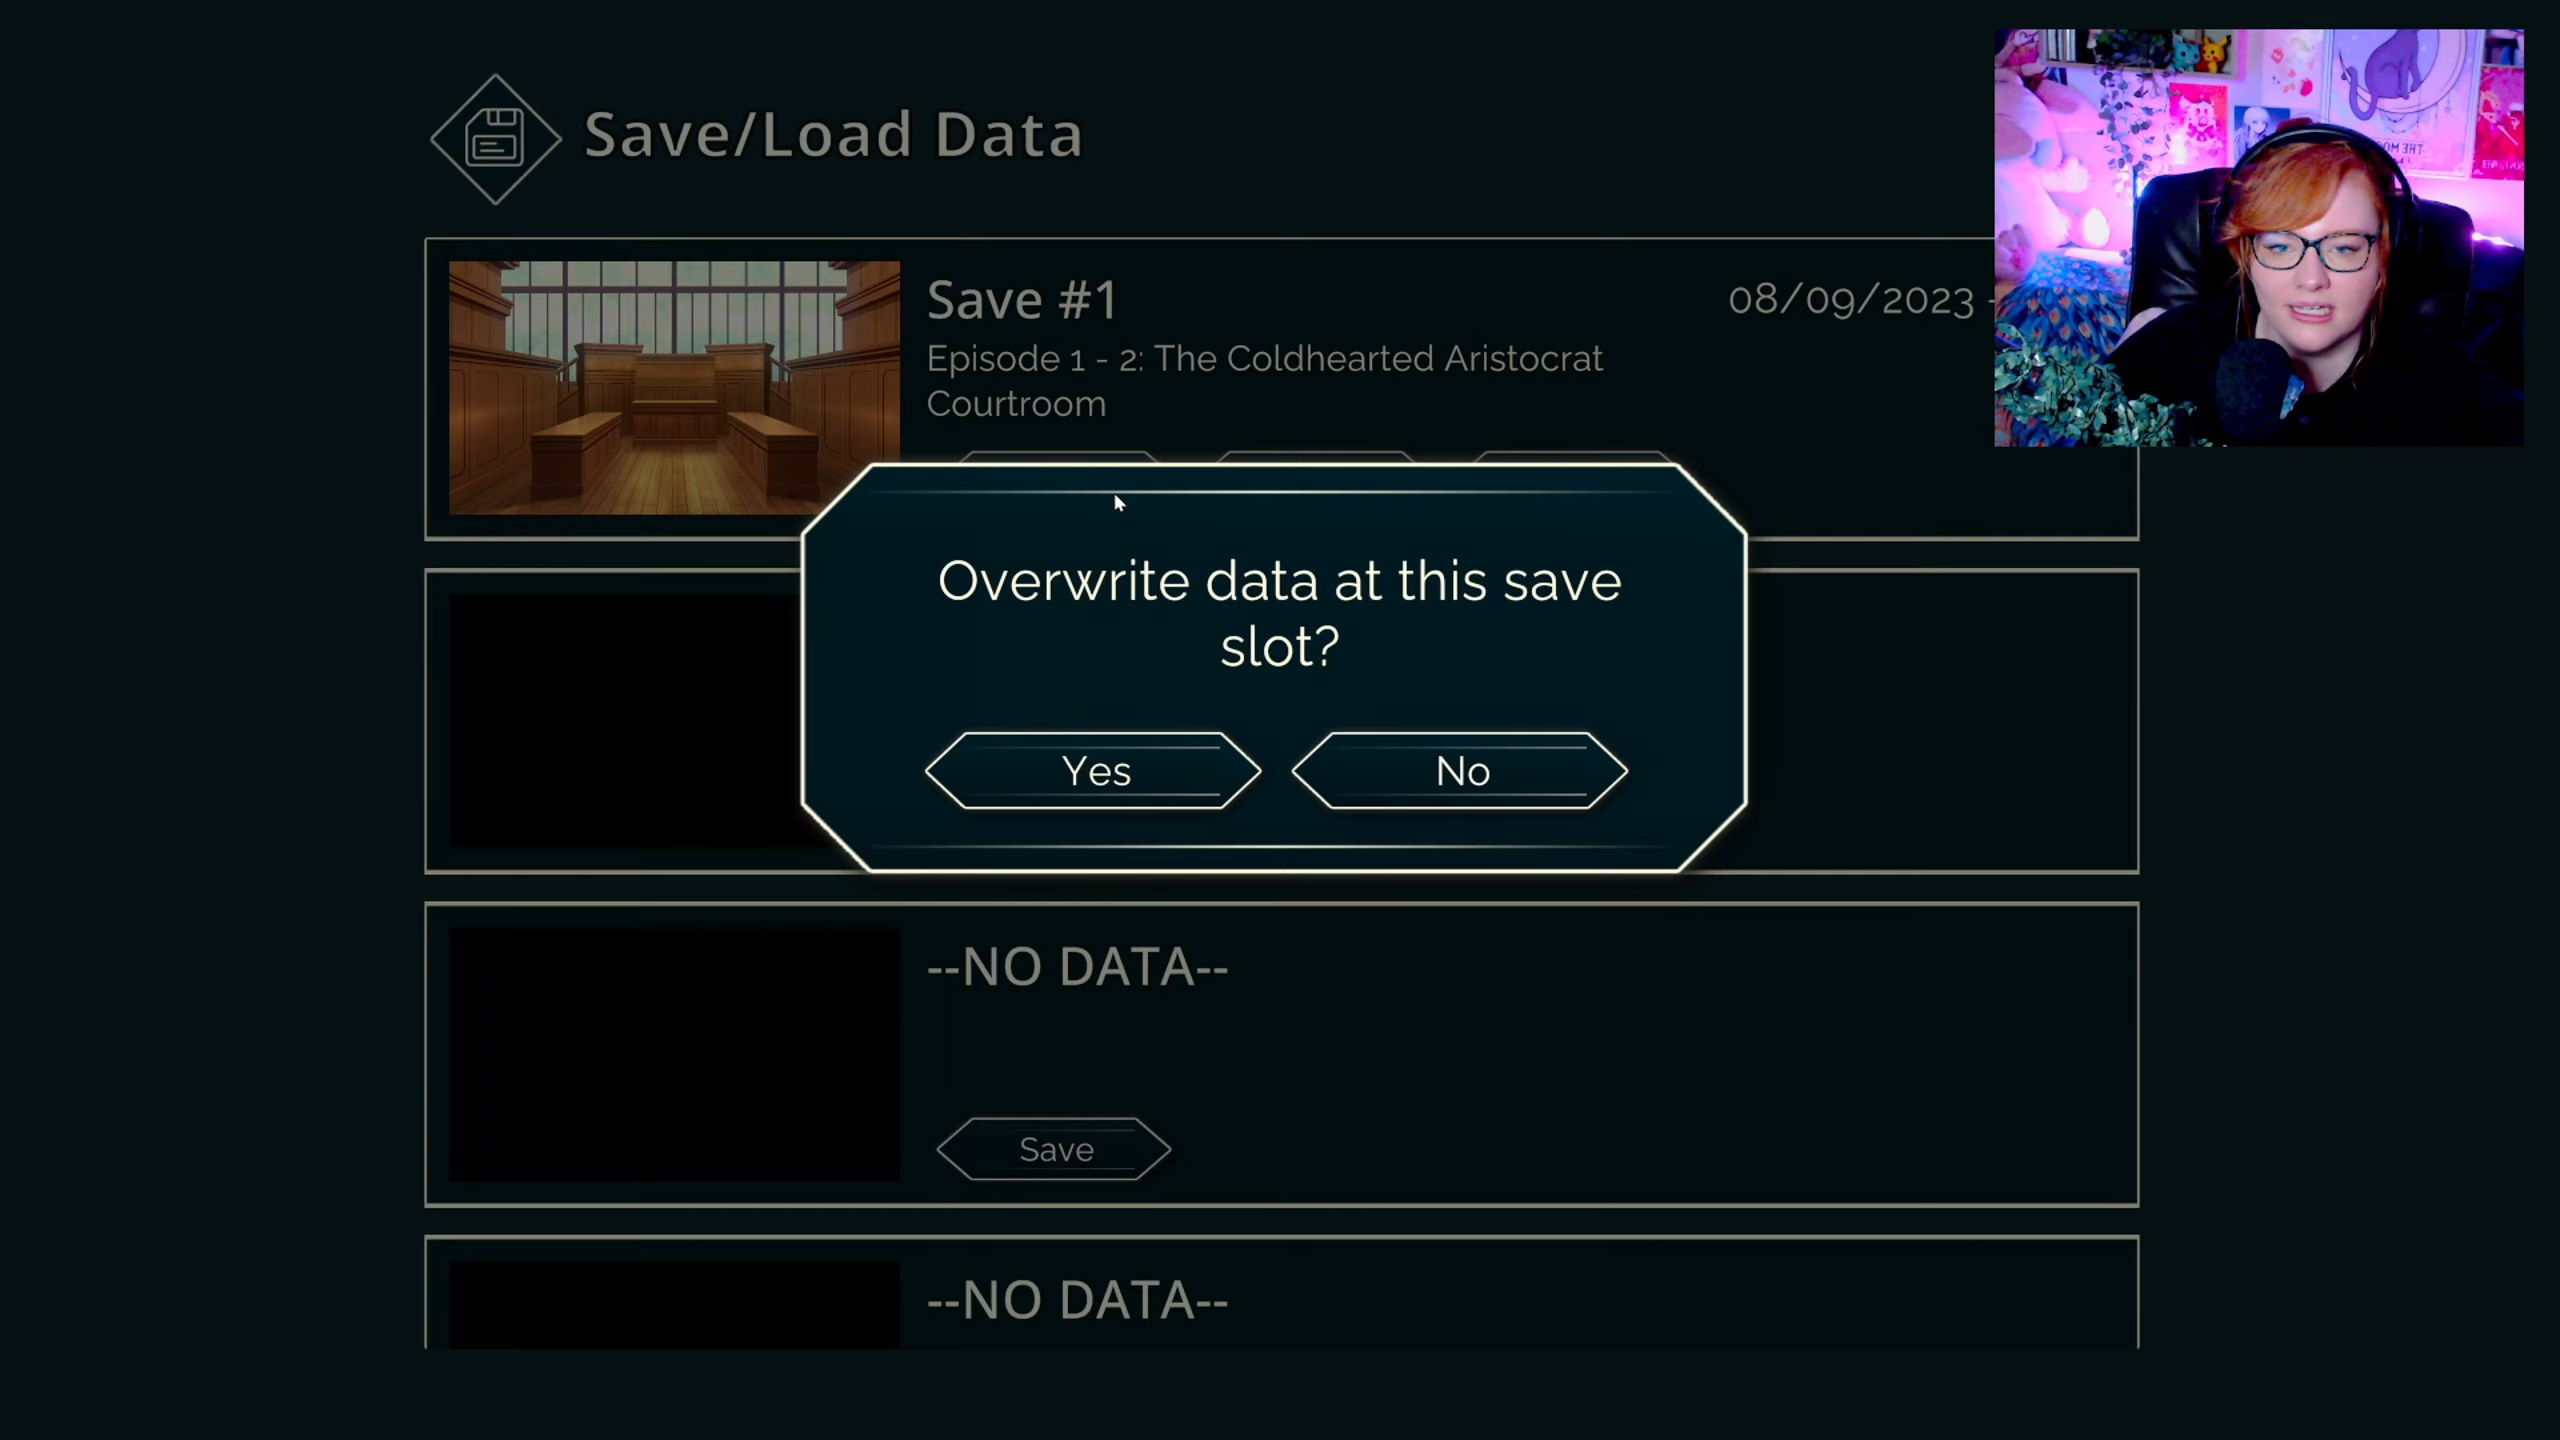 Save/Load Data
Save #1
08/09/2023 -
Episode 1 - 2: The Coldhearted Aristocrat
Courtroom
Overwrite data at this save
slot?
Yes
No
--NO DATA--
Save
--NO DATA--